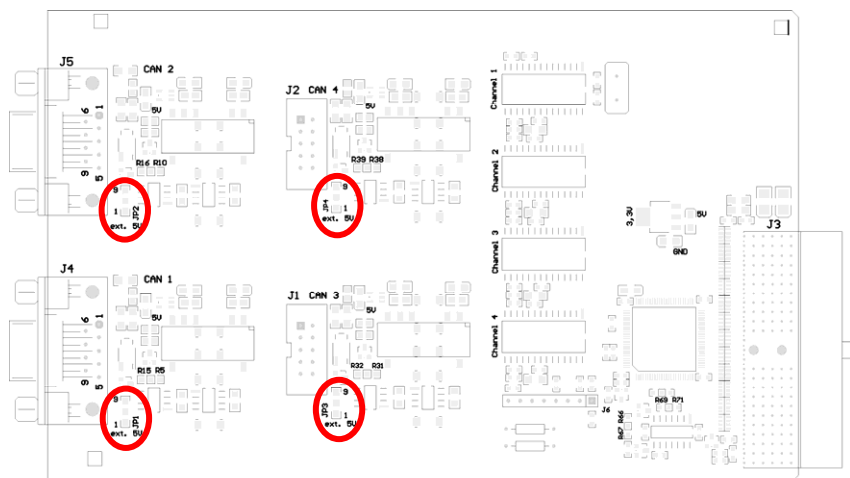 J5
CAN 2
1
6
5V
9
5
R16 R10
9
1
JP2
ext. 5V
J2 CAN 4
5V
R39 R38
9
JP4
1
ext. 5V
J4
CAN 1
1
6
5V
9
5
R15 R5
9
1
JP1
ext. 5V
J1 CAN 3
5V
R32 R31
9
JP3
1
ext. 5V
Channel 1
Channel 2
Channel 3
Channel 4
3,3V
5V
GND
J3
J6
R69 R71
R66
R67